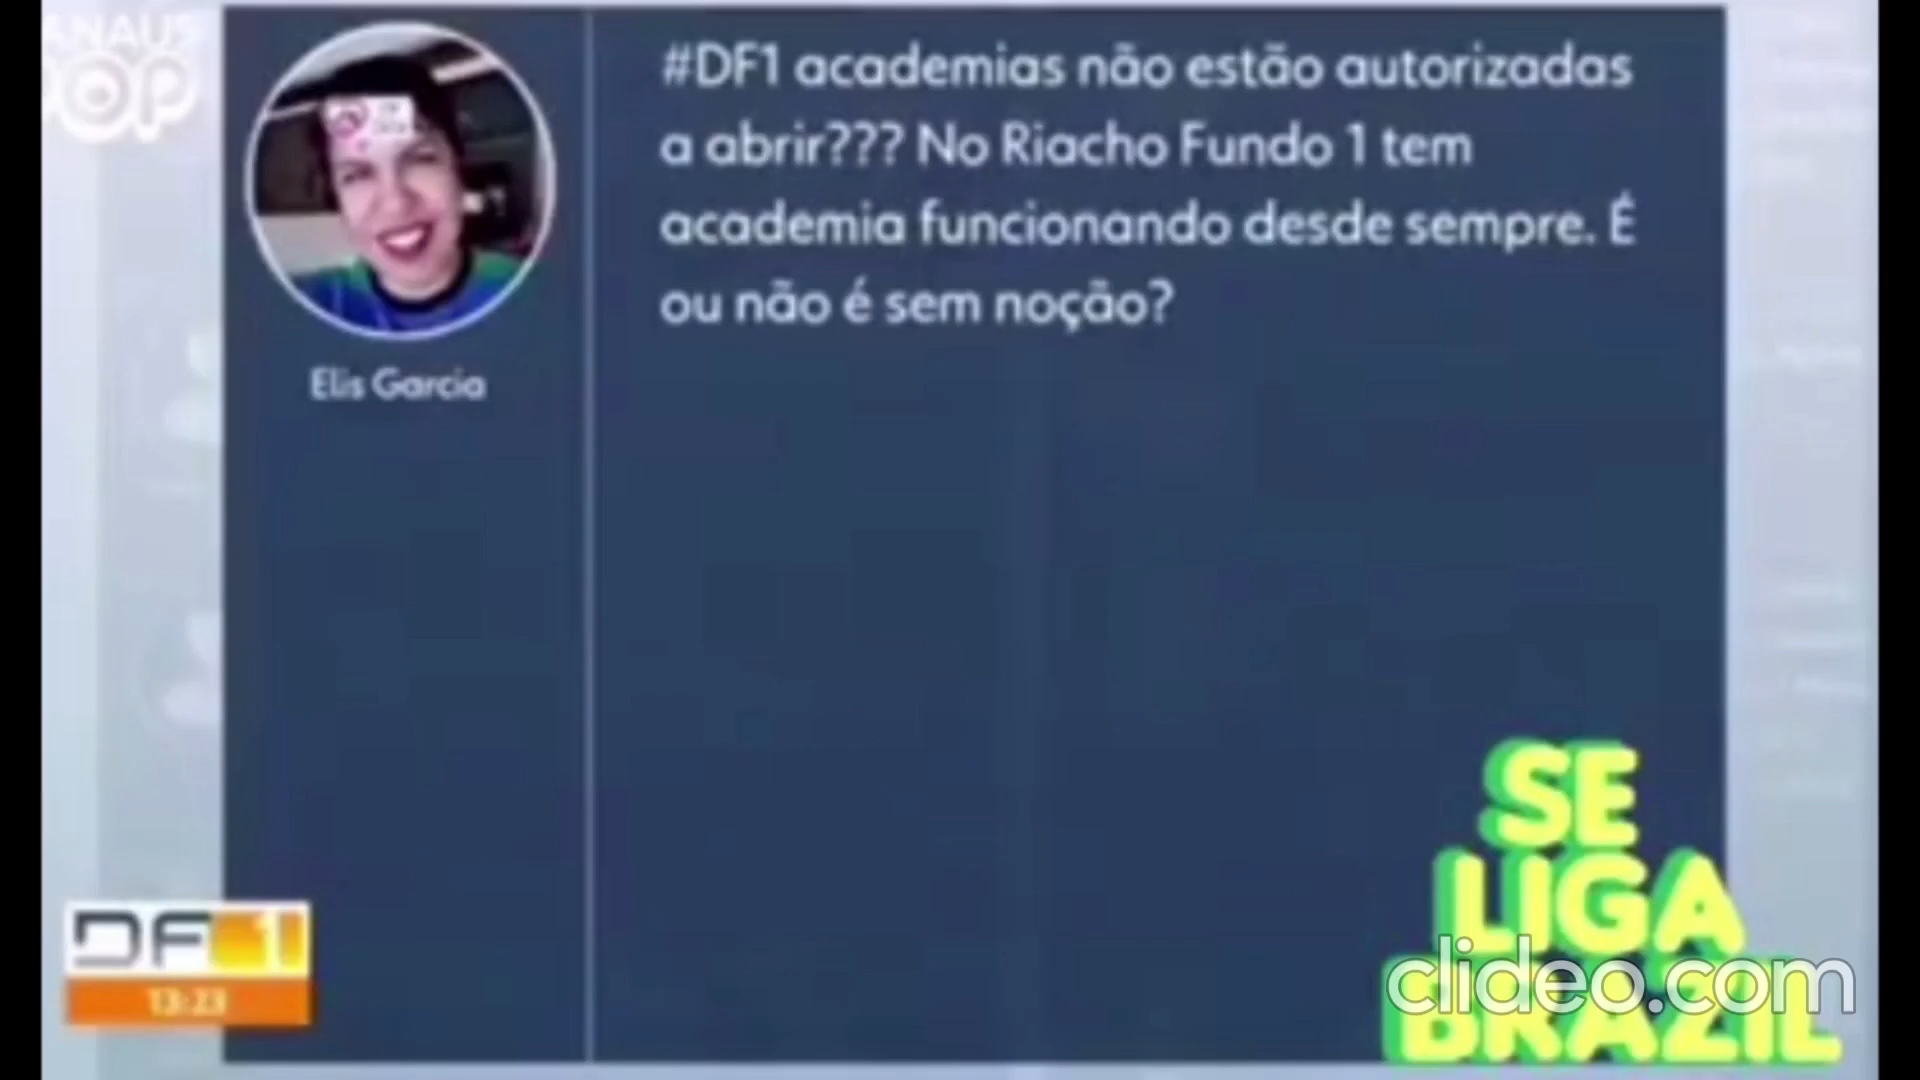 #DF1 academias não estão autorizadas
a abrir??? No Riacho Fundo 1 tem
academia funcionando desde sempre. É
ou não é sem noção?
Elis Garcia
POP
DF1
13:23
SE
LIGA
BRAZIL
clideo.com